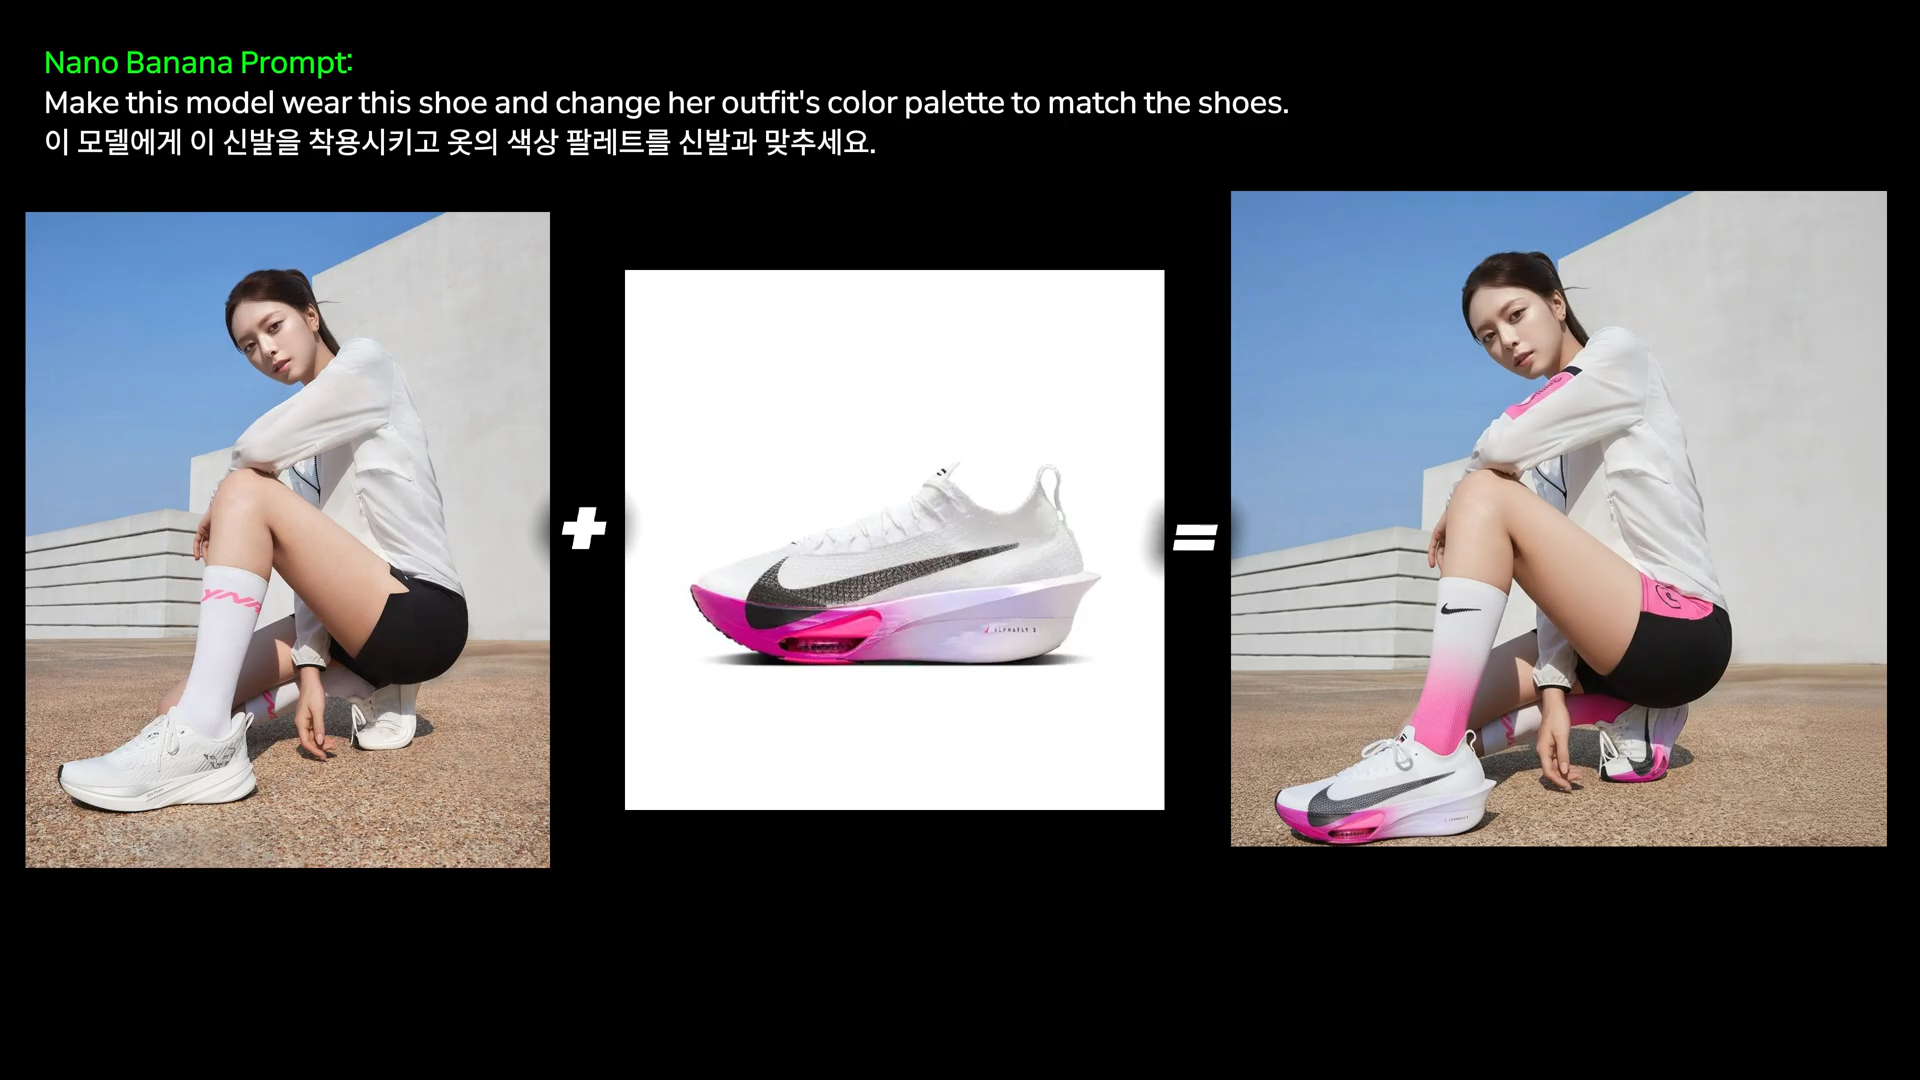 Nano Banana Prompt:
Make this model wear this shoe and change her outfit's color palette to match the shoes.
이 모델에게 이 신발을 착용시키고 옷의 색상 팔레트를 신발과 맞추세요.
+
=
ALPHAFLY 3